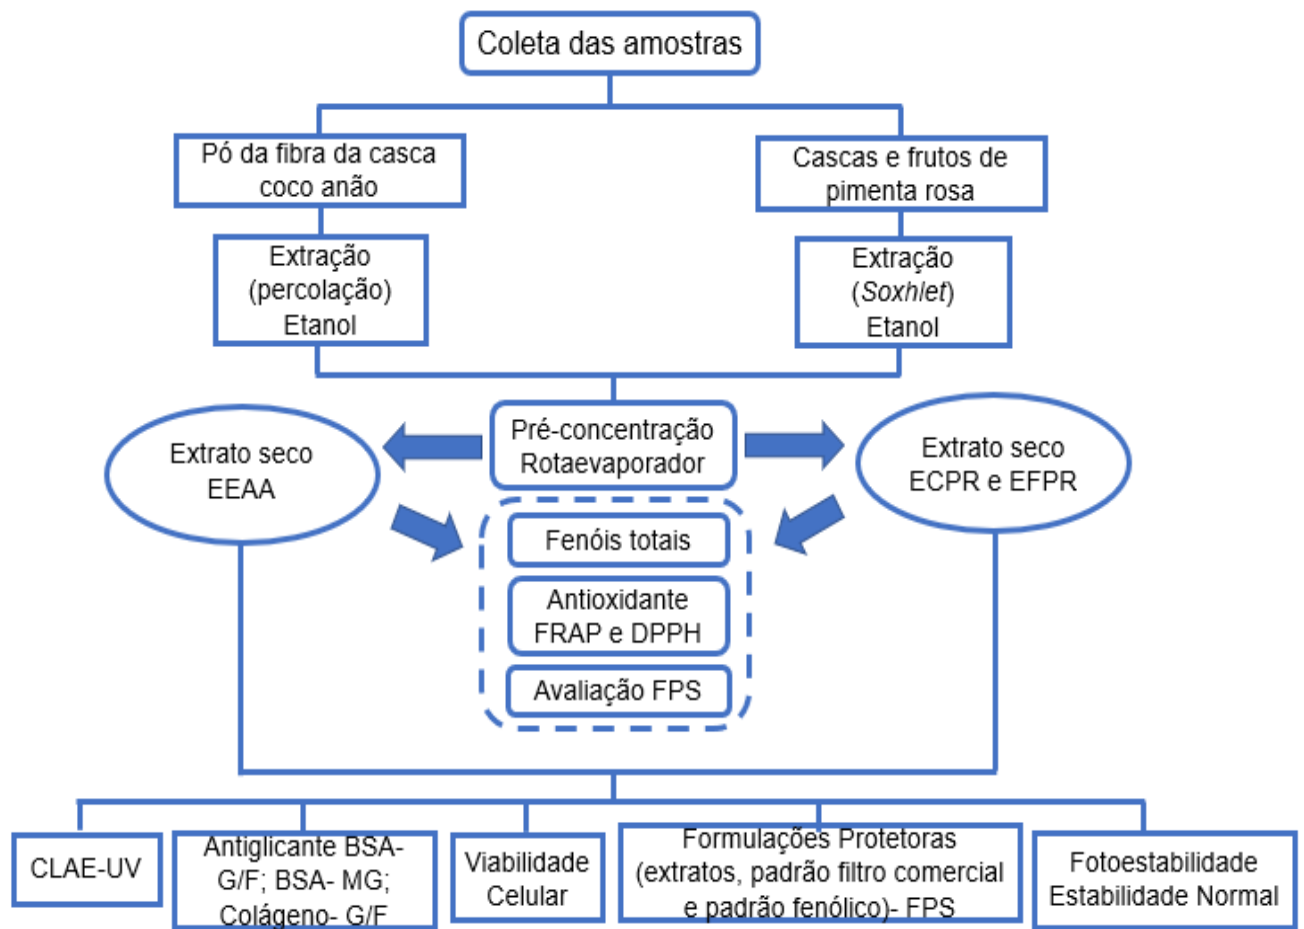 Coleta das amostras
Pó da fibra da casca
coco anão
Cascas e frutos de
pimenta rosa
Extração
(percolação)
Etanol
Extração
(Soxhlet)
Etanol
Pré-concentração
Rotaevaporador
Extrato seco
EEAA
Extrato seco
ECPR e EFPR
Fenóis totais
Antioxidante
FRAP e DPPH
Avaliação FPS
CLAE-UV
Antiglicante BSA-
G/F; BSA- MG;
Colágeno- G/F
Viabilidade
Celular
Formulações Protetoras
(extratos, padrão filtro comercial
e padrão fenólico)- FPS
Fotoestabilidade
Estabilidade Normal